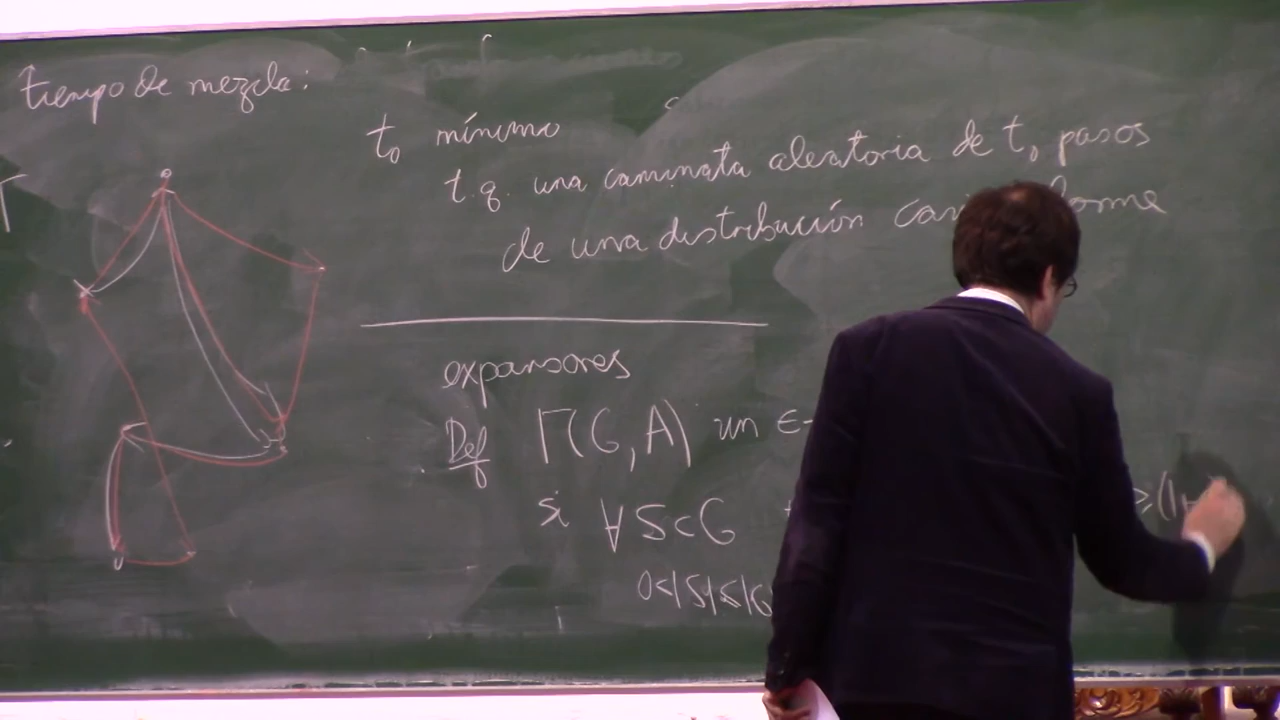 tiempo de mezcla:
t₀ mínimo
t.q. una caminata aleatoria de t₀ pasos
de una distribución
expansores
Def Γ(G, A) un ε-
si ∀ S ⊂ G ≥(1+
0<|S|≤|G